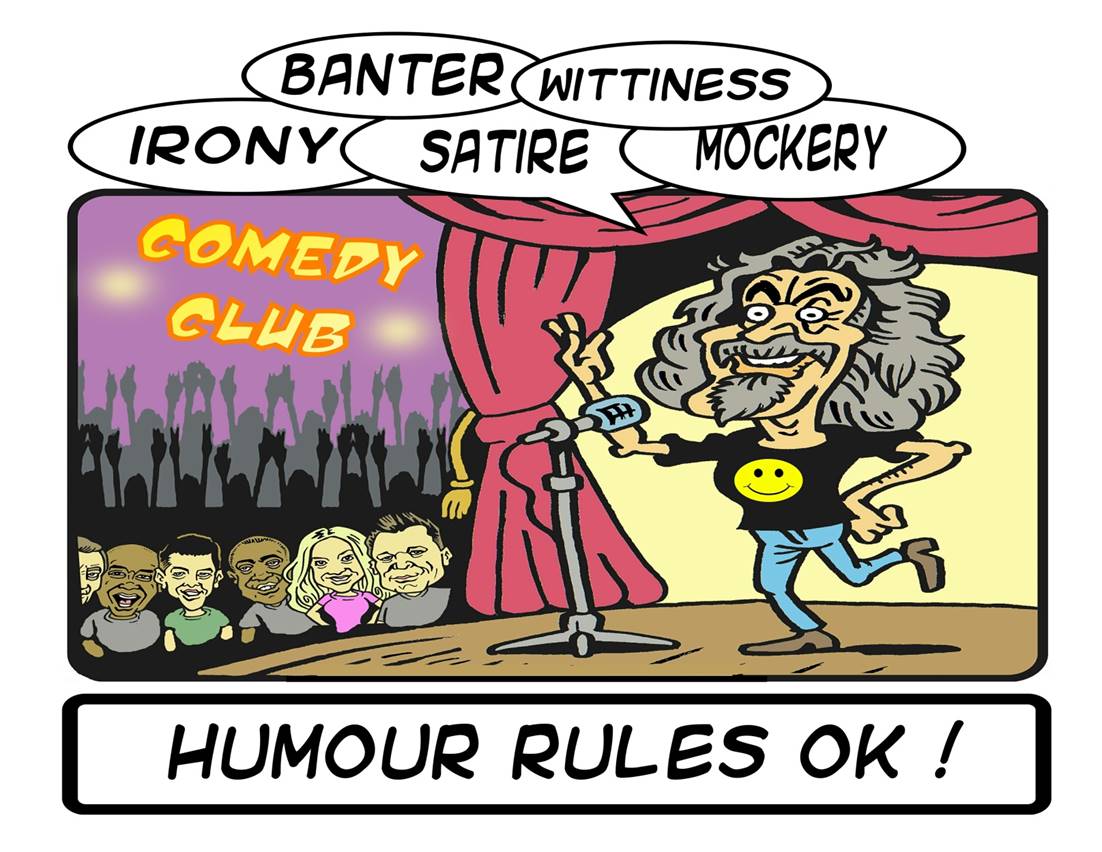 BANTER
WITTINESS
IRONY
SATIRE
MOCKERY
COMEDY
CLUB
HUMOUR RULES OK !